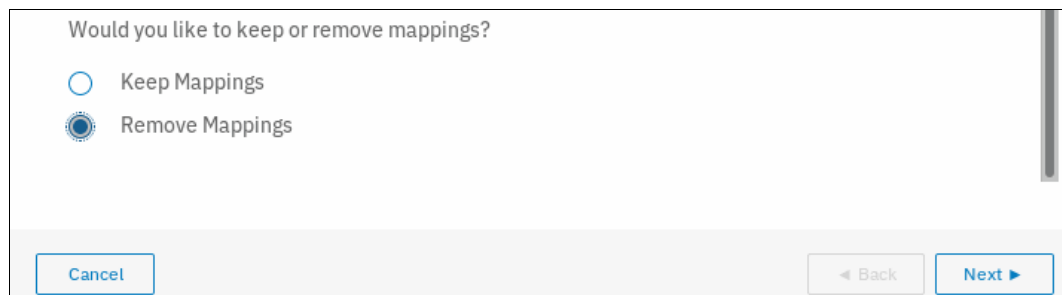 Would you like to keep or remove mappings?
Keep Mappings
Remove Mappings
Cancel
◄ Back
Next ►